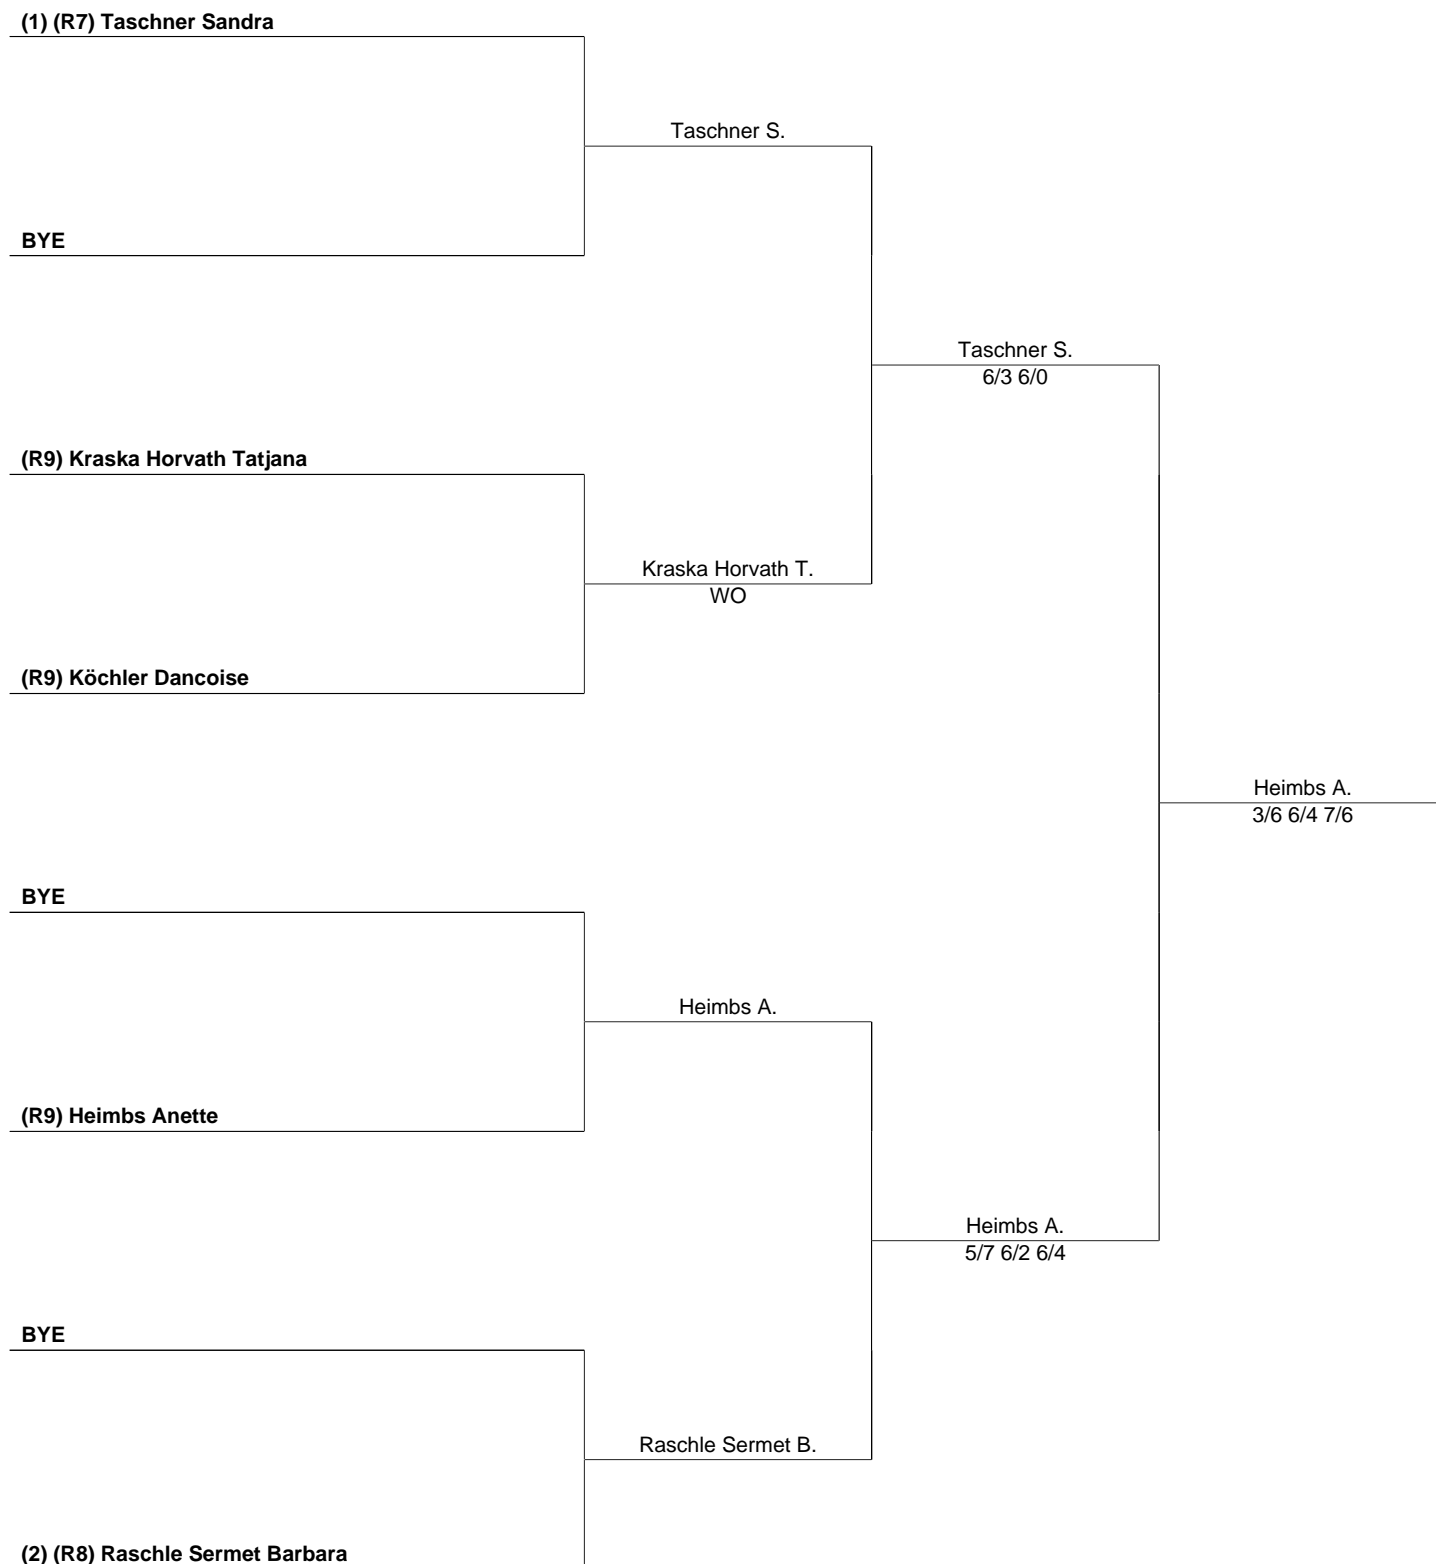 (1) (R7) Taschner Sandra
Taschner S.
BYE
Taschner S.
6/3 6/0
(R9) Kraska Horvath Tatjana
Kraska Horvath T.
WO
(R9) Köchler Dancoise
Heimbs A.
3/6 6/4 7/6
BYE
Heimbs A.
(R9) Heimbs Anette
Heimbs A.
5/7 6/2 6/4
BYE
Raschle Sermet B.
(2) (R8) Raschle Sermet Barbara